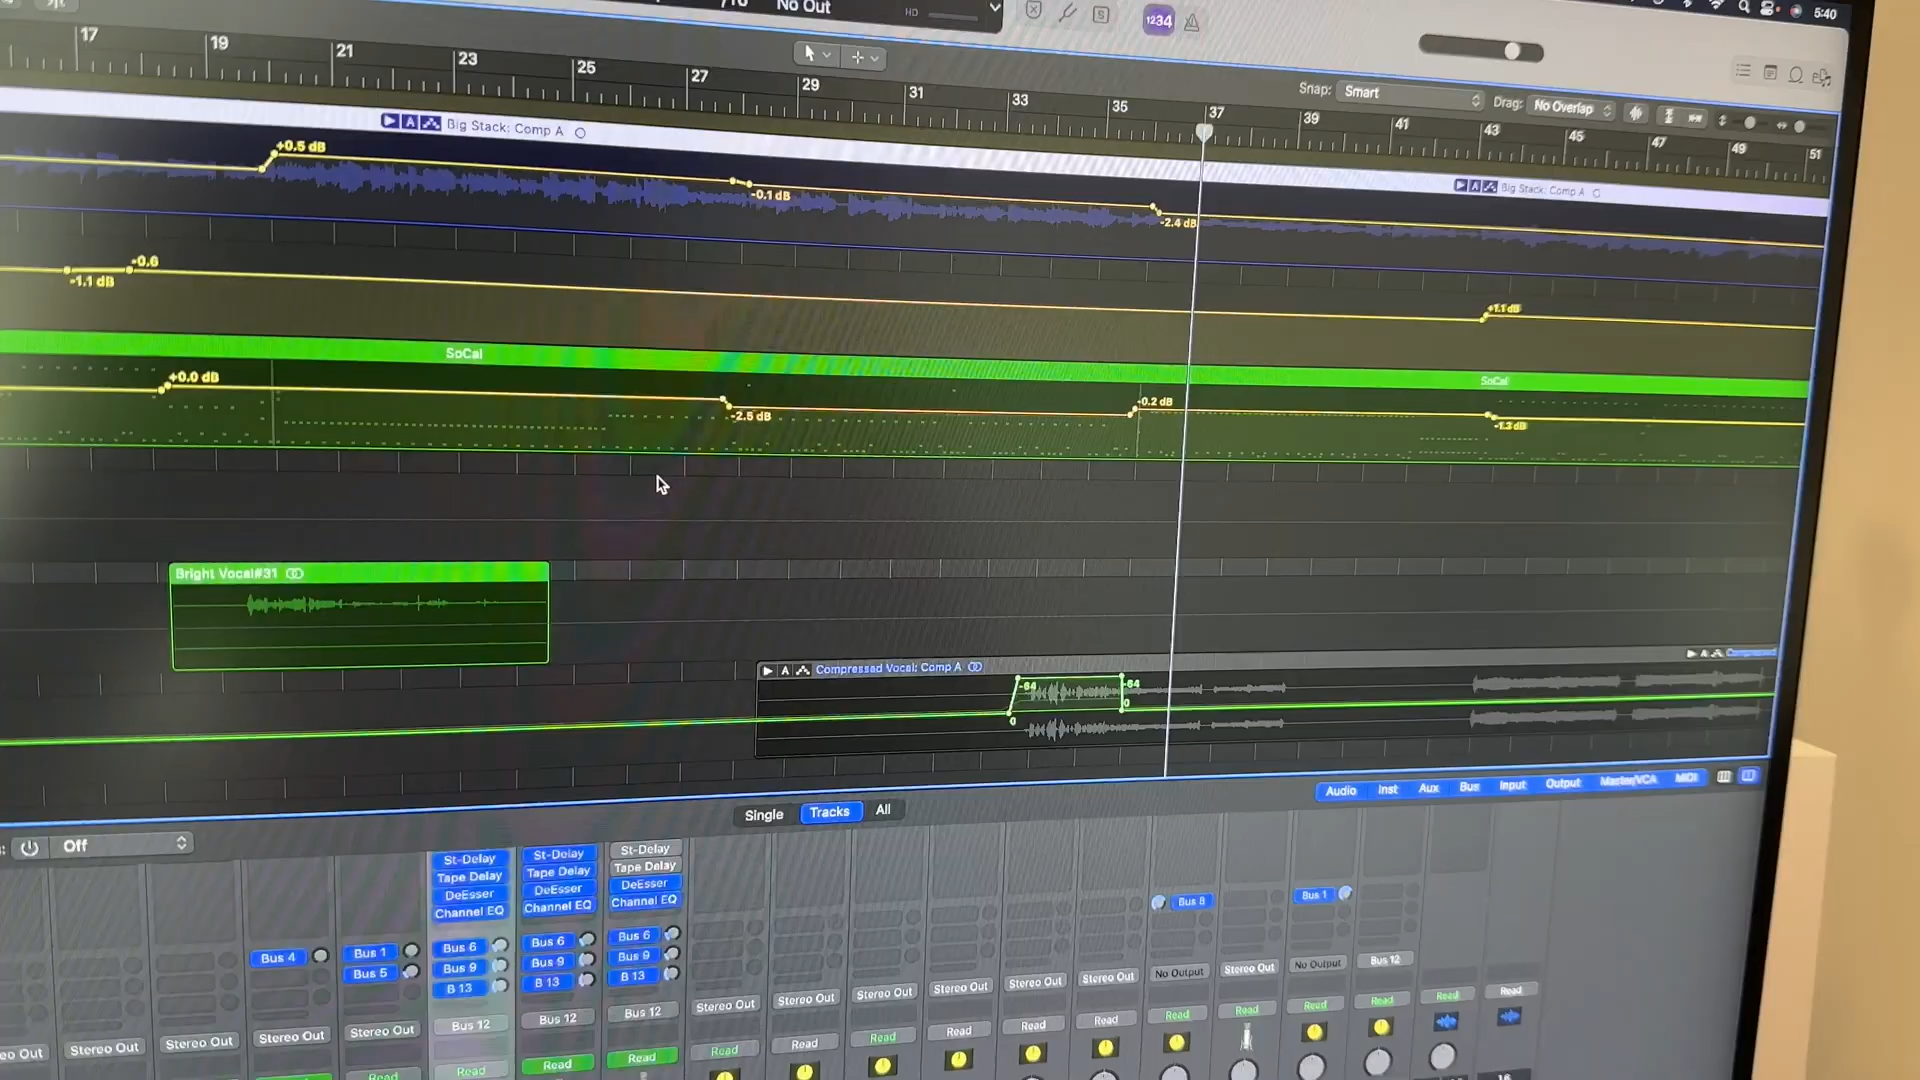 No Out
HD
1234
5:40
17 19 21 23 25 27 29 31 33 35 37 39 41 43 45 47 49 51
Snap: Smart Drag: No Overlap
A Big Stack: Comp A
A Big Stack: Comp A
+0.5 dB
-0.1 dB
-2.4 dB
-0.6
-1.1 dB
+1.1 dB
SoCal
SoCal
+0.0 dB
-2.5 dB
-0.2 dB
-1.3 dB
Bright Vocal#31
A Compressed Vocal: Comp A
A Compressed
-64 -64
0 0
Single Tracks All
Audio Inst Aux Bus Input Output Master/VCA MIDI
Off
St-Delay St-Delay St-Delay
Tape Delay Tape Delay Tape Delay
DeEsser DeEsser DeEsser
Channel EQ Channel EQ Channel EQ
Bus 8 Bus 1
Bus 4 Bus 1 Bus 6 Bus 6 Bus 6
Bus 5 Bus 9 Bus 9 Bus 9
B 13 B 13 B 13
eo Out Stereo Out Stereo Out Stereo Out Stereo Out Bus 12 Bus 12 Bus 12 Stereo Out Stereo Out Stereo Out Stereo Out Stereo Out Stereo Out No Output Stereo Out No Output Bus 12
Read Read Read Read Read Read Read Read Read Read Read Read Read Read Read Read